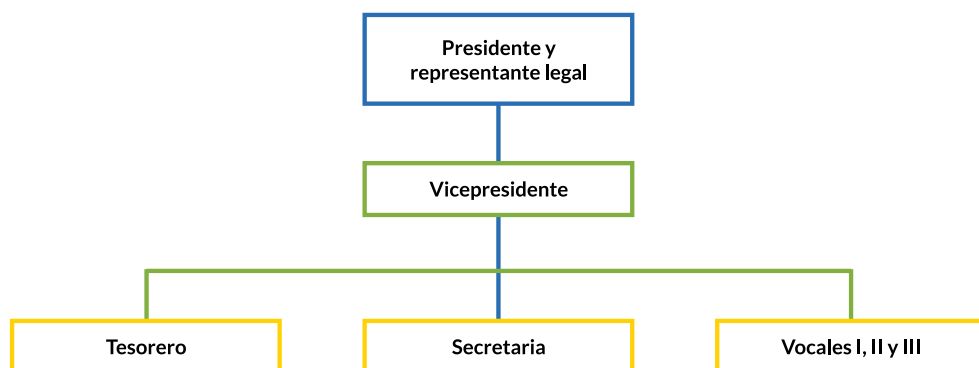 Presidente y
representante legal
Vicepresidente
Tesorero
Secretaria
Vocales I, II y III